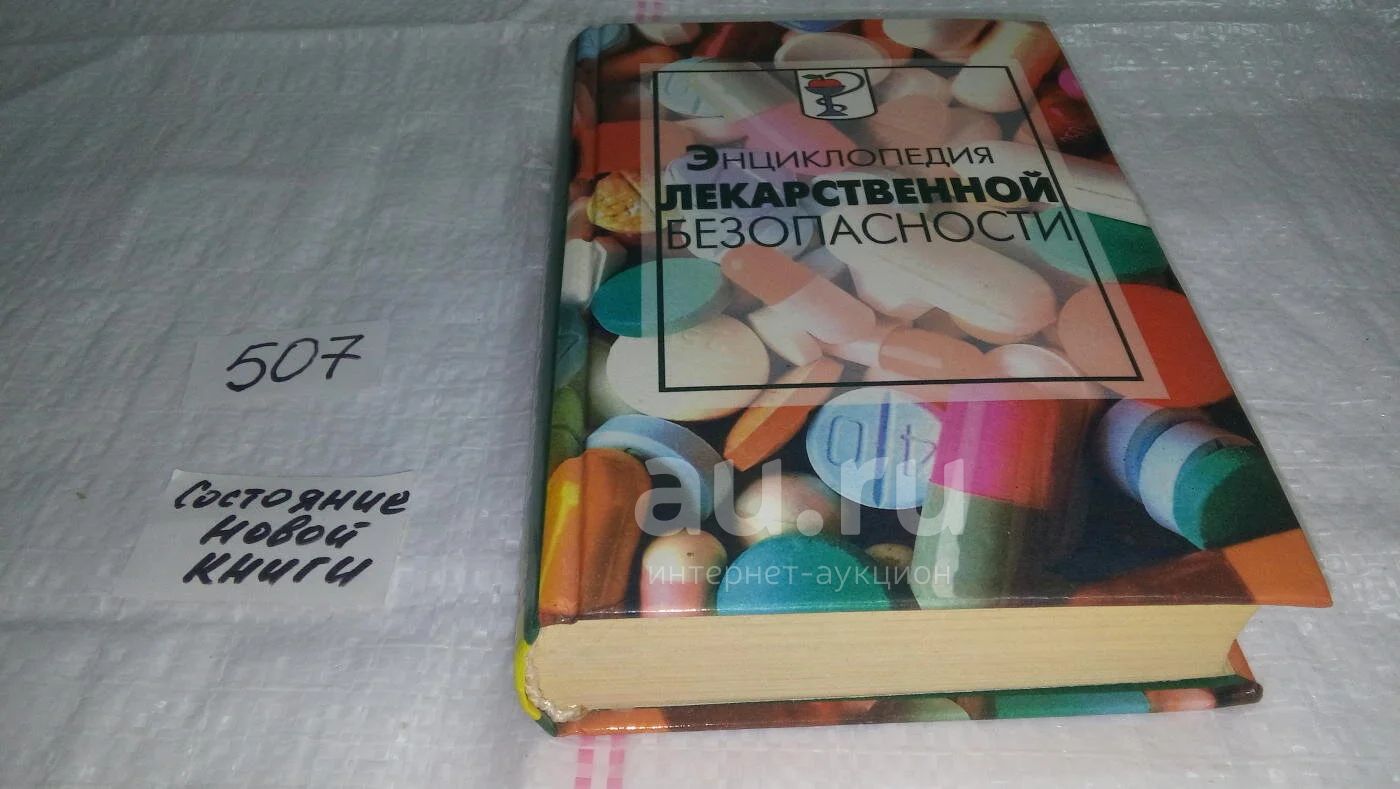 Энциклопедия
лекарственной
безопасности
507
Состояние
новой
книги
au.ru
интернет-аукцион